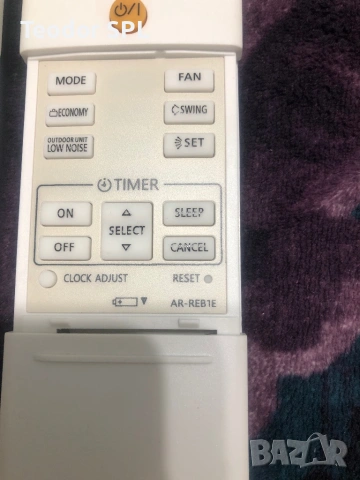 ⏻/I
MODE
FAN
ECONOMY
SWING
OUTDOOR UNIT
LOW NOISE
SET
TIMER
ON
SELECT
SLEEP
OFF
CANCEL
CLOCK ADJUST
RESET
AR-REB1E
BAZAR